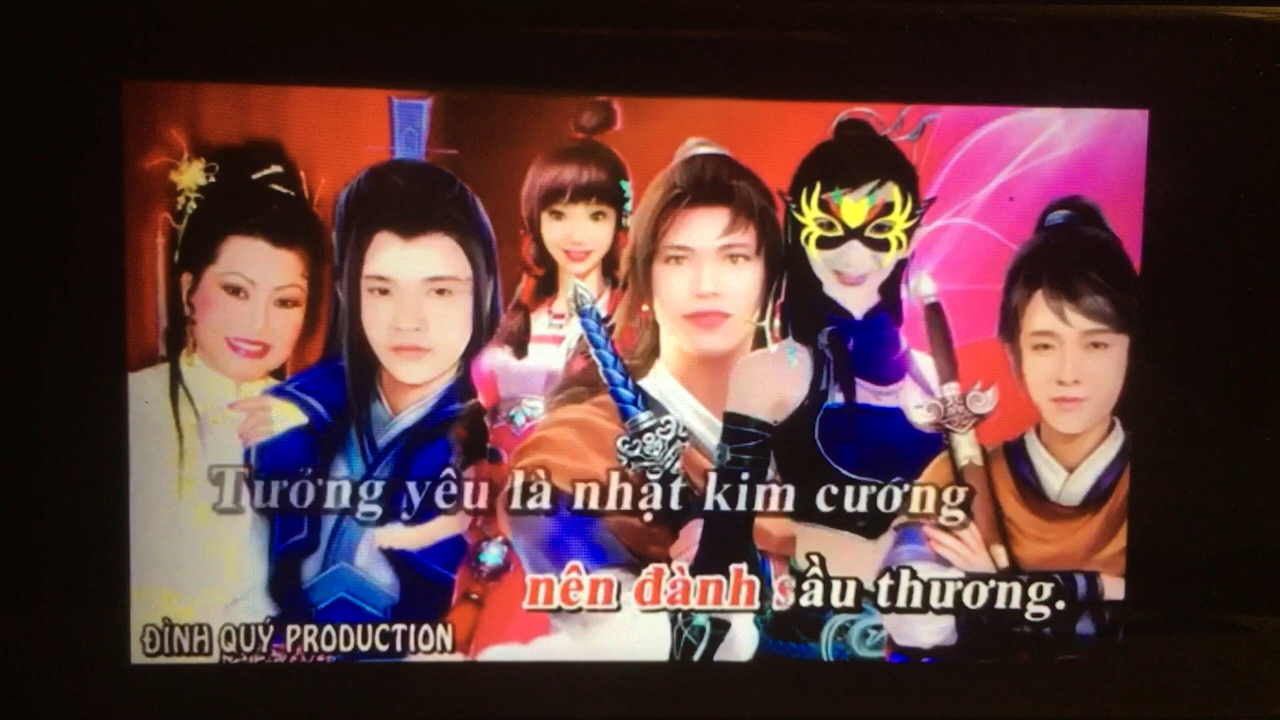 Tưởng yêu là nhặt kim cương
nên đành sầu thương.
ĐÌNH QUÝ PRODUCTION